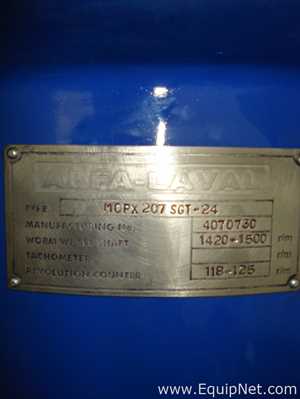 ALFA-LAVAL
TYPE MOPX 207 SGT-24
MANUFACTURING No. 4070730
WORM WHEEL SHAFT 1420-1500 r/m
TACHOMETER r/m
REVOLUTION COUNTER 118-125 r/m
www.EquipNet.com